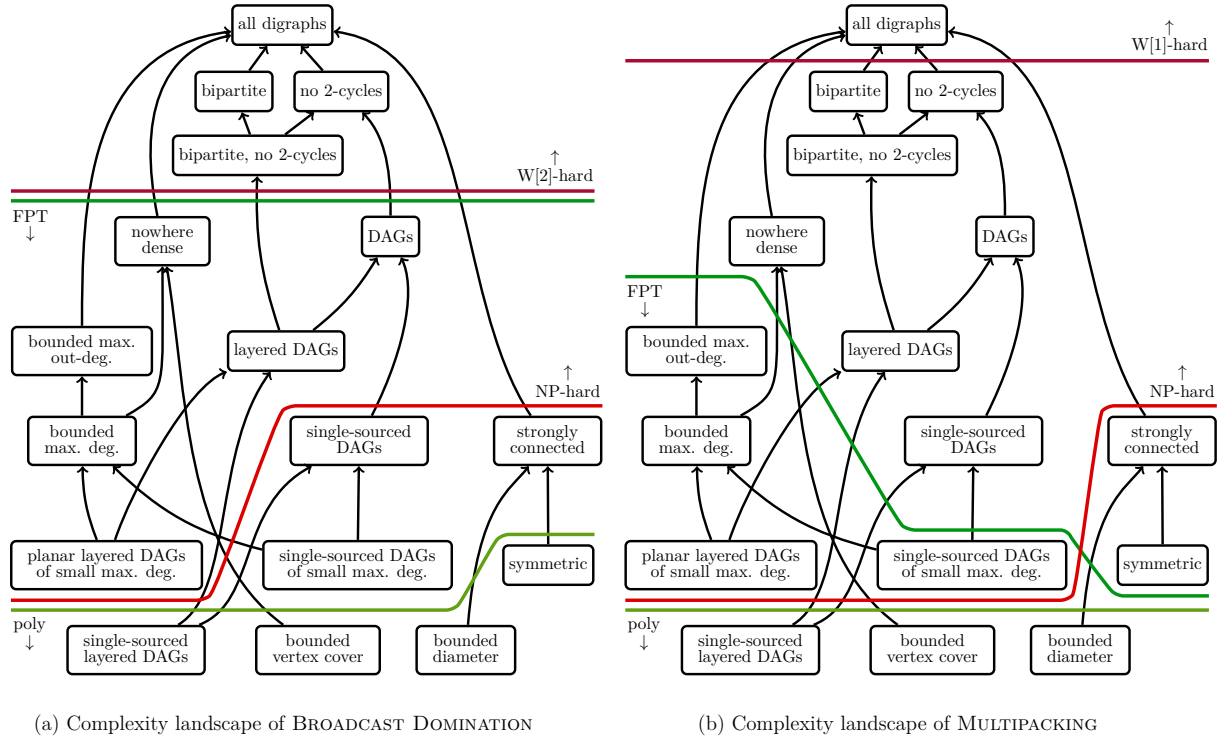 all digraphs
bipartite
no 2-cycles
bipartite, no 2-cycles
↑
W[2]-hard
FPT
↓
nowhere
dense
DAGs
bounded max.
out-deg.
layered DAGs
↑
NP-hard
bounded
max. deg.
single-sourced
DAGs
strongly
connected
planar layered DAGs
of small max. deg.
single-sourced DAGs
of small max. deg.
symmetric
poly
↓
single-sourced
layered DAGs
bounded
vertex cover
bounded
diameter
(a) Complexity landscape of BROADCAST DOMINATION
all digraphs
↑
W[1]-hard
bipartite
no 2-cycles
bipartite, no 2-cycles
nowhere
dense
DAGs
FPT
↓
bounded max.
out-deg.
layered DAGs
↑
NP-hard
bounded
max. deg.
single-sourced
DAGs
strongly
connected
planar layered DAGs
of small max. deg.
single-sourced DAGs
of small max. deg.
symmetric
poly
↓
single-sourced
layered DAGs
bounded
vertex cover
bounded
diameter
(b) Complexity landscape of MULTIPACKING